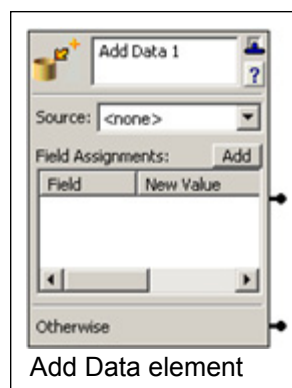 Add Data 1
?
Source: <none>
Field Assignments: Add
Field New Value
Otherwise
Add Data element